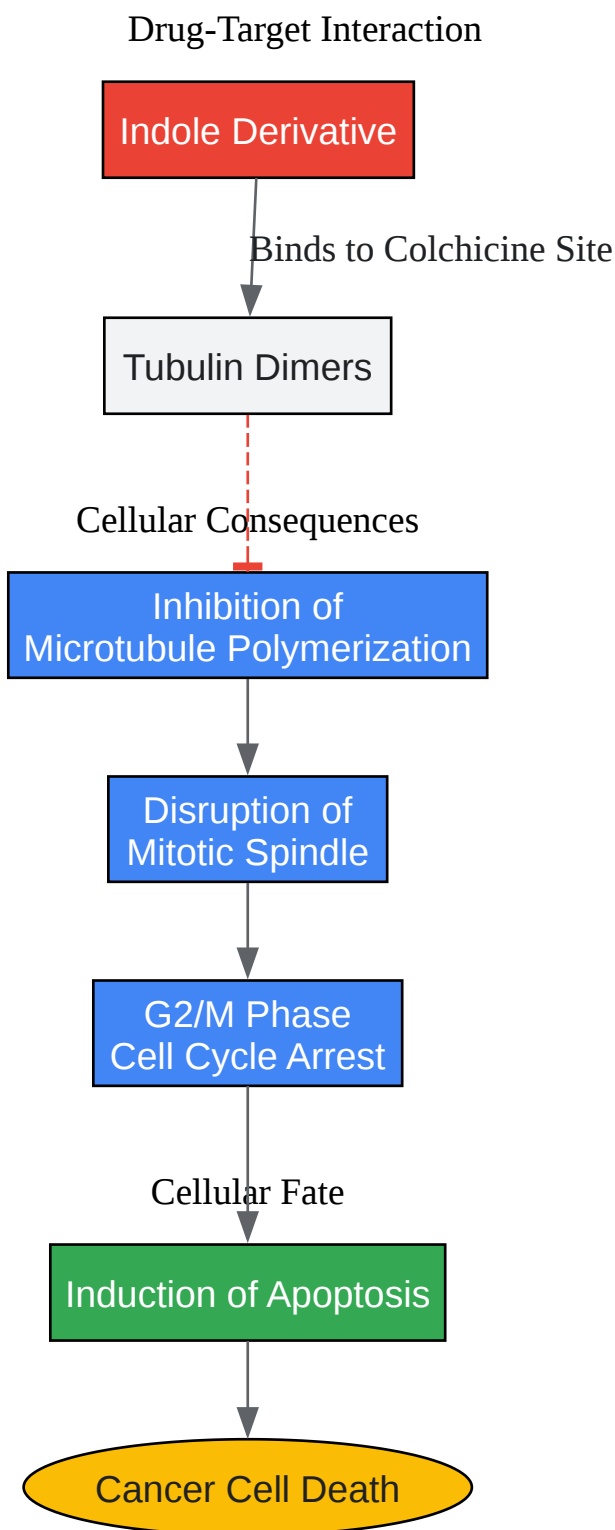 Drug-Target Interaction
Indole Derivative
Binds to Colchicine Site
Tubulin Dimers
Cellular Consequences
Inhibition of
Microtubule Polymerization
Disruption of
Mitotic Spindle
G2/M Phase
Cell Cycle Arrest
Cellular Fate
Induction of Apoptosis
Cancer Cell Death